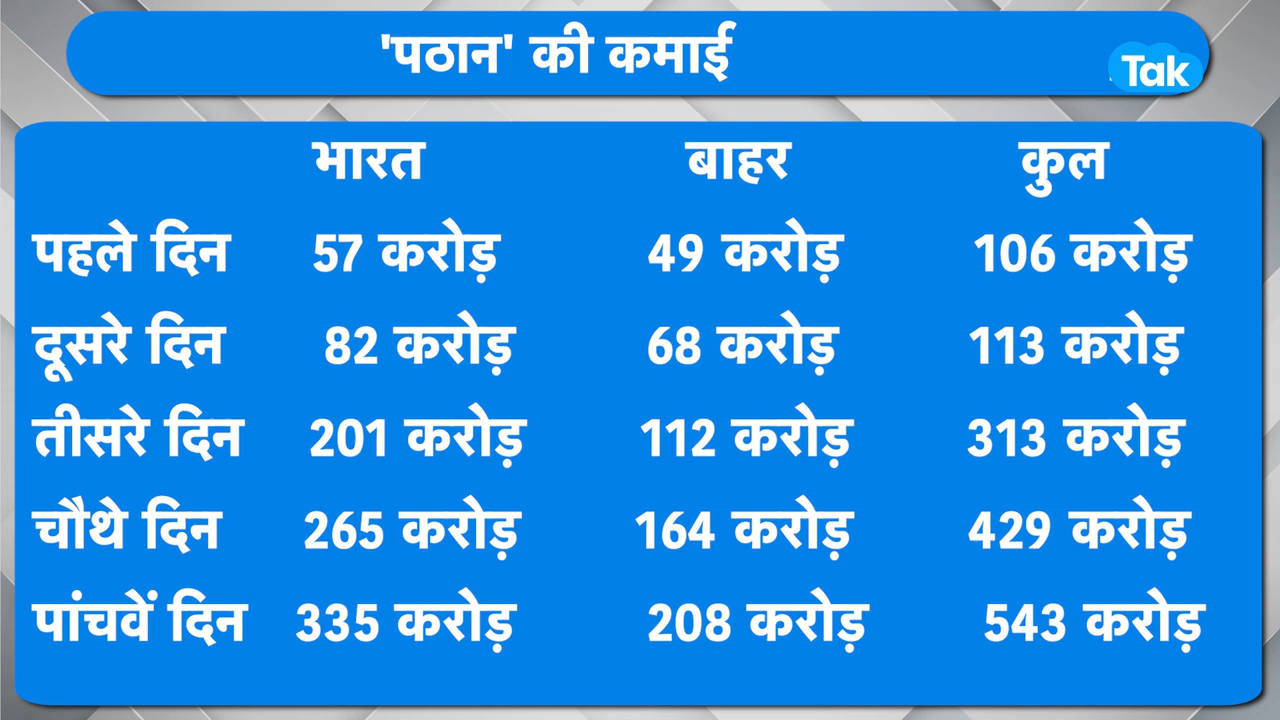 'पठान' की कमाई
Tak
भारत बाहर कुल
पहले दिन 57 करोड़ 49 करोड़ 106 करोड़
दूसरे दिन 82 करोड़ 68 करोड़ 113 करोड़
तीसरे दिन 201 करोड़ 112 करोड़ 313 करोड़
चौथे दिन 265 करोड़ 164 करोड़ 429 करोड़
पांचवें दिन 335 करोड़ 208 करोड़ 543 करोड़